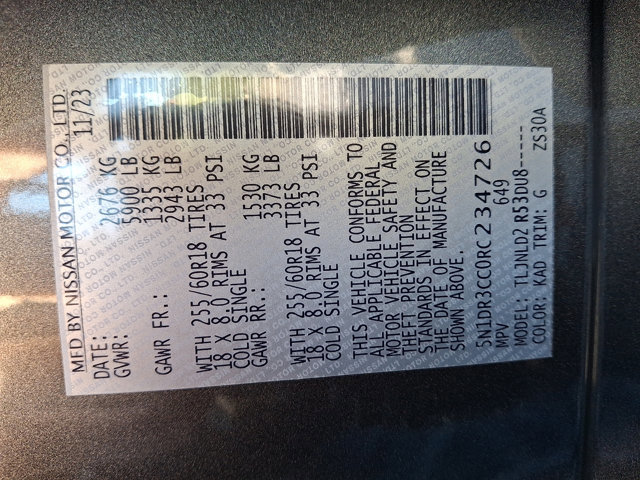 MFD BY NISSAN MOTOR CO., LTD.
DATE: 11/23
GVWR: 2676 KG
5900 LB
GAWR FR.: 1335 KG
2943 LB
WITH 255/60R18 TIRES
18 X 8.0 RIMS AT 33 PSI
COLD SINGLE
GAWR RR.: 1530 KG
3373 LB
WITH 255/60R18 TIRES
18 X 8.0 RIMS AT 33 PSI
COLD SINGLE
THIS VEHICLE CONFORMS TO
ALL APPLICABLE FEDERAL
MOTOR VEHICLE SAFETY AND
THEFT PREVENTION
STANDARDS IN EFFECT ON
THE DATE OF MANUFACTURE
SHOWN ABOVE.
5N1DR3CC0RC234726
MPV 649
MODEL: TLJNLD2 R53DU8-----
COLOR: KAD TRIM: G ZS30A